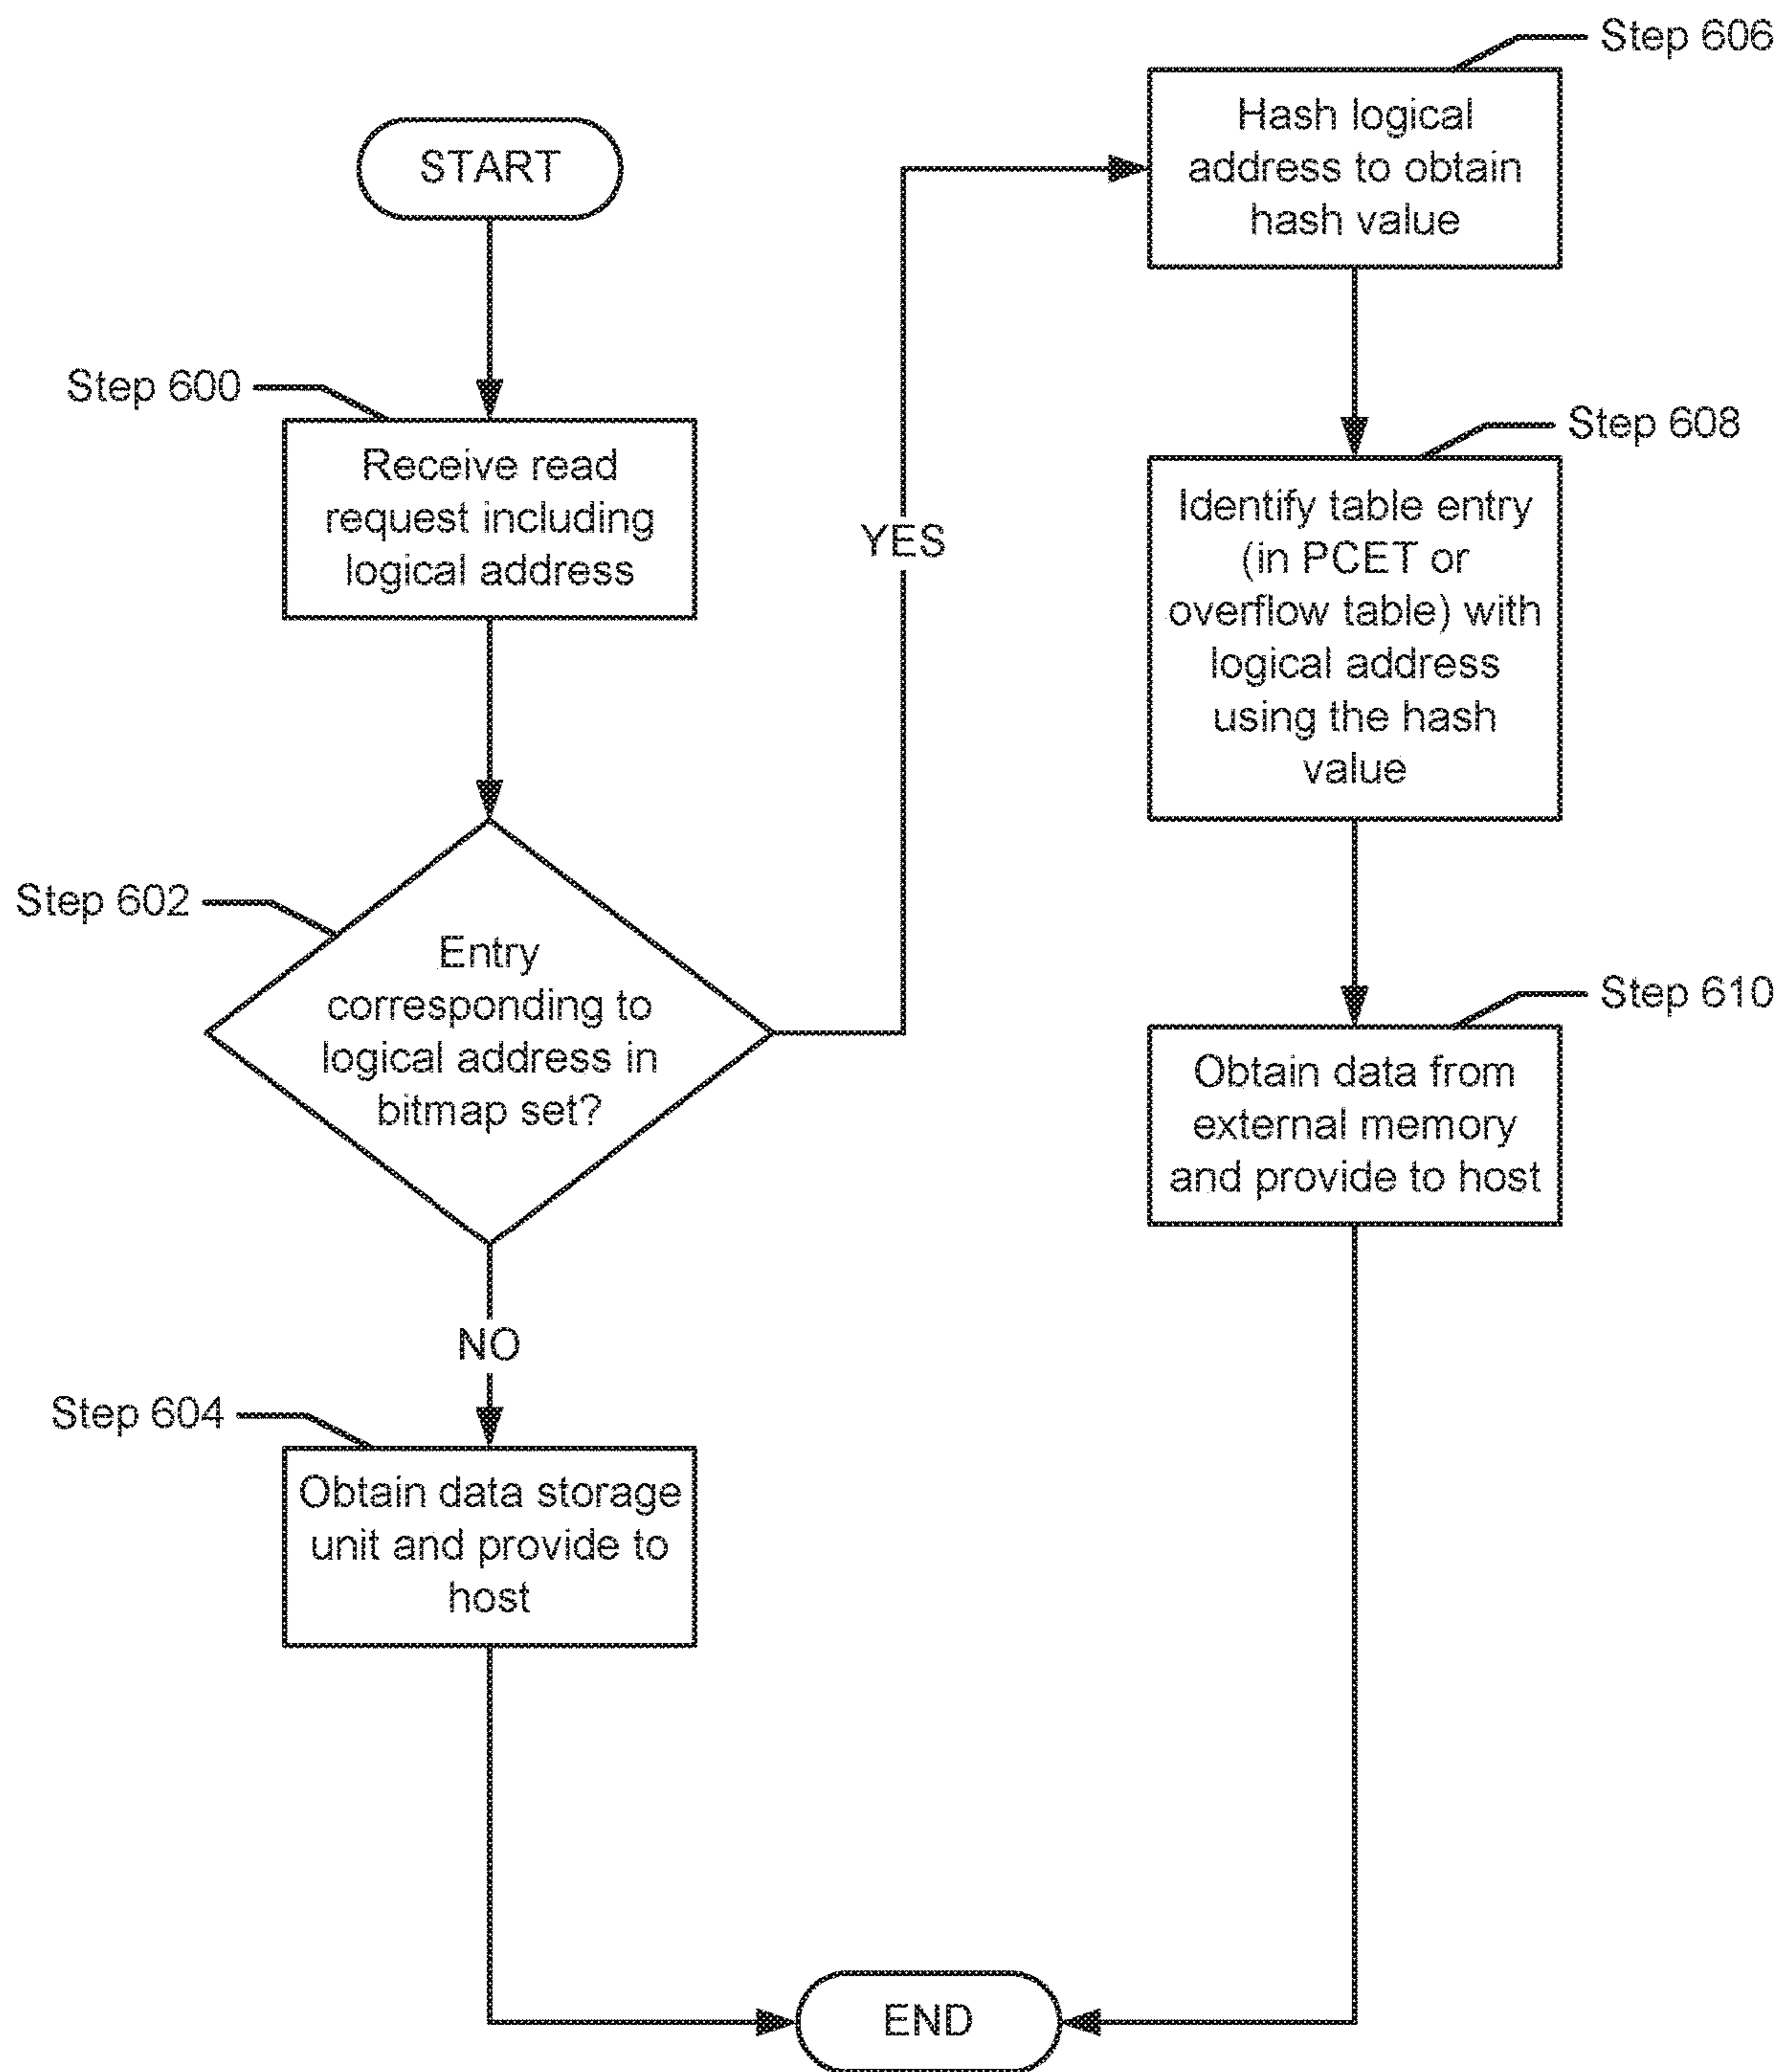 START
Step 600
Receive read
request including
logical address
Step 602
Entry
corresponding to
logical address in
bitmap set?
YES
NO
Step 604
Obtain data storage
unit and provide to
host
Step 606
Hash logical
address to obtain
hash value
Step 608
Identify table entry
(in PCET or
overflow table) with
logical address
using the hash
value
Step 610
Obtain data from
external memory
and provide to host
END